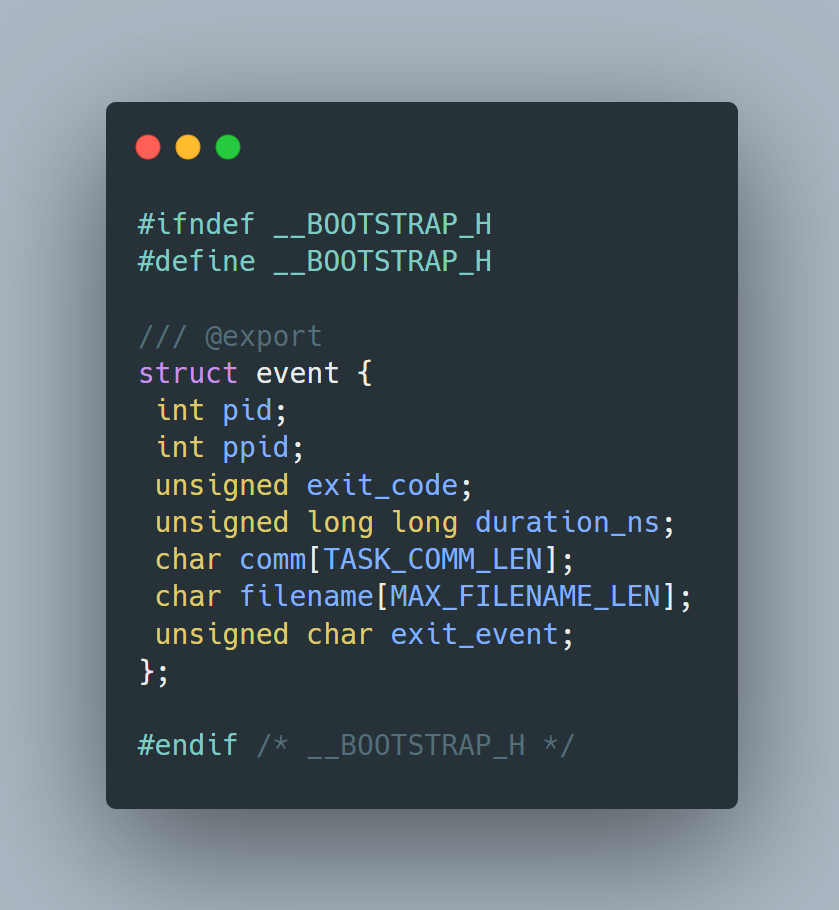 #ifndef __BOOTSTRAP_H
#define __BOOTSTRAP_H
/// @export
struct event {
 int pid;
 int ppid;
 unsigned exit_code;
 unsigned long long duration_ns;
 char comm[TASK_COMM_LEN];
 char filename[MAX_FILENAME_LEN];
 unsigned char exit_event;
};
#endif /* __BOOTSTRAP_H */